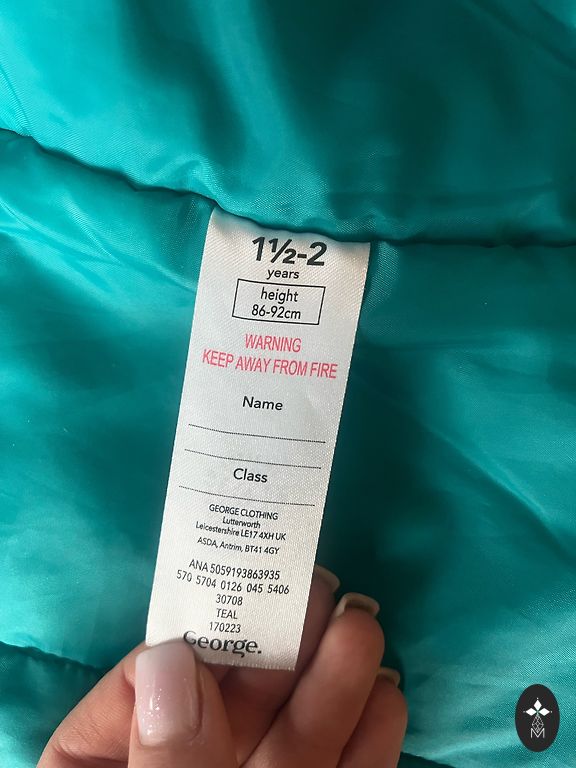 1½-2
years
height
86-92cm
WARNING
KEEP AWAY FROM FIRE
Name
Class
GEORGE CLOTHING
Lutterworth
Leicestershire LE17 4XH UK
ASDA, Antrim, BT41 4GY
ANA 5059193863935
570 5704 0126 045 5406
30708
TEAL
170223
George.
M